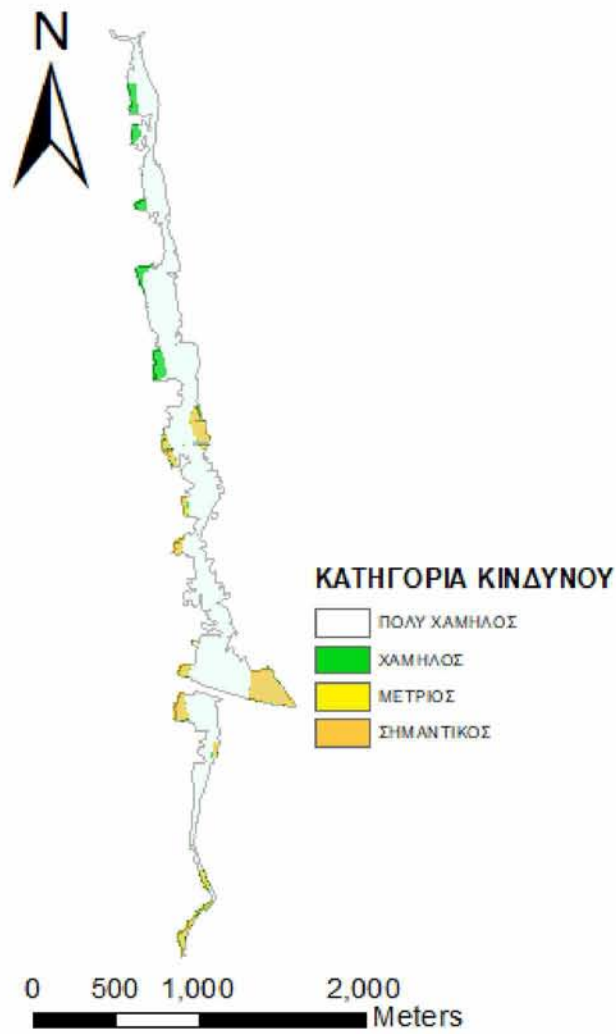 N
ΚΑΤΗΓΟΡΙΑ ΚΙΝΔΥΝΟΥ
ΠΟΛΥ ΧΑΜΗΛΟΣ
ΧΑΜΗΛΟΣ
ΜΕΤΡΙΟΣ
ΣΗΜΑΝΤΙΚΟΣ
0 500 1,000 2,000
Meters